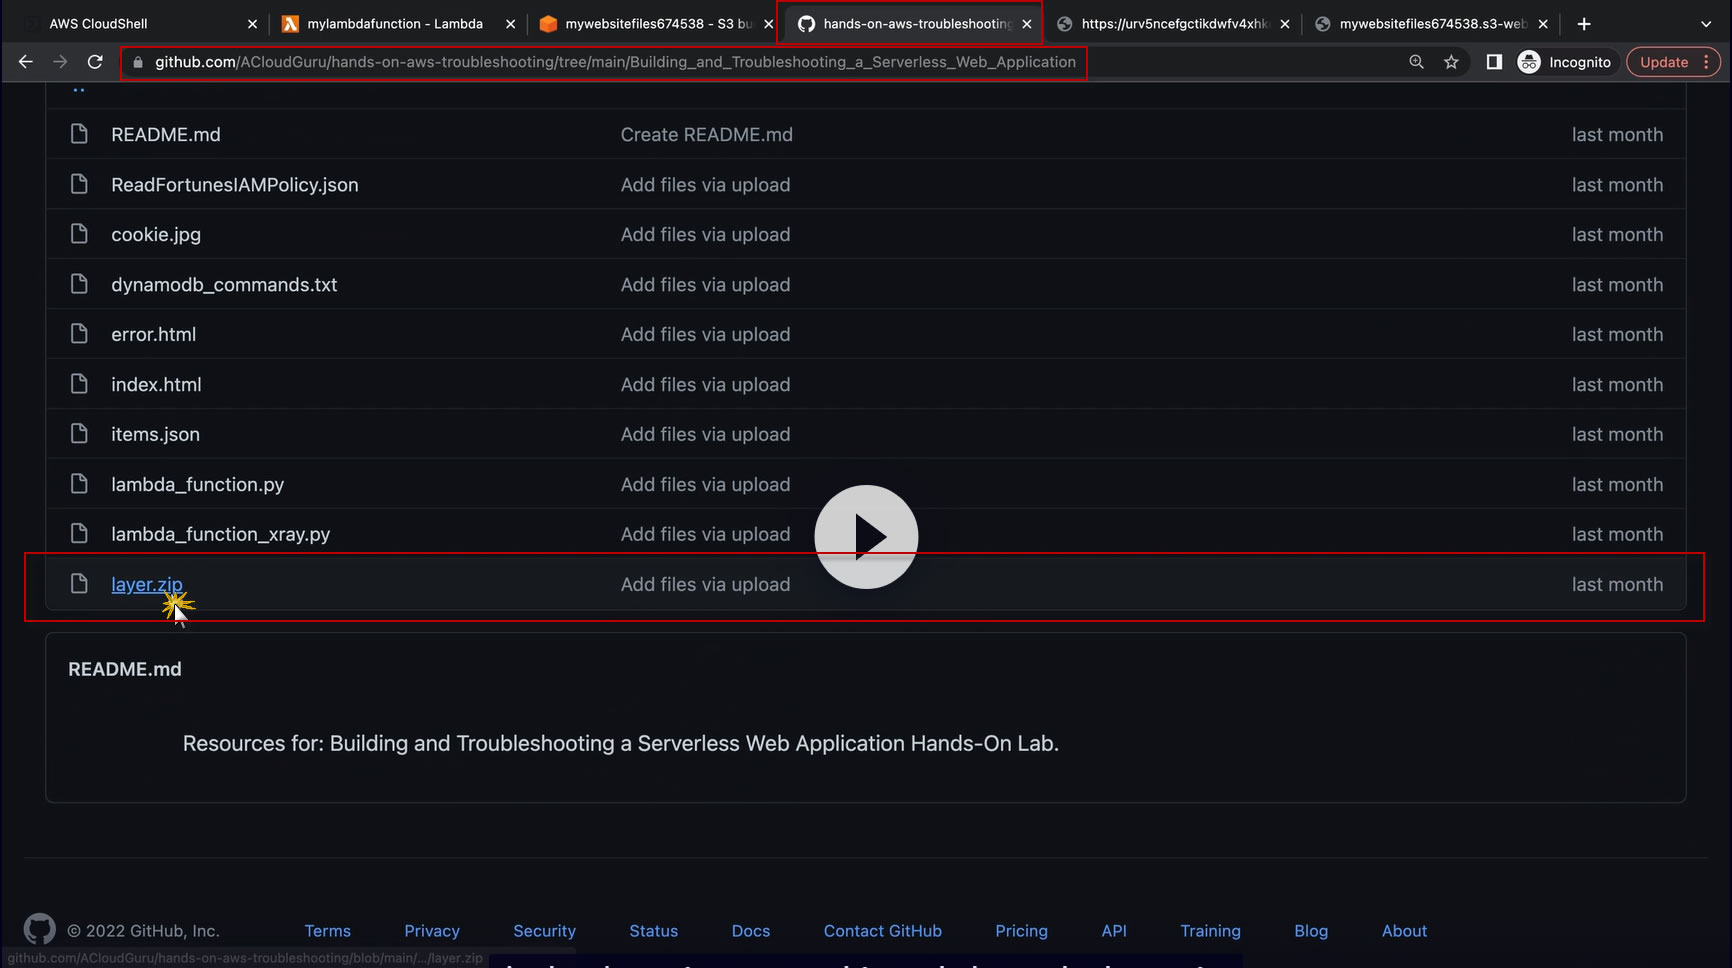 AWS CloudShell
mylambdafunction - Lambda
mywebsitefiles674538 - S3 bu
hands-on-aws-troubleshooting
https://urv5ncefgctikdwfv4xhk
mywebsitefiles674538.s3-web
github.com/ACloudGuru/hands-on-aws-troubleshooting/tree/main/Building_and_Troubleshooting_a_Serverless_Web_Application
Incognito
Update
..
README.md Create README.md last month
ReadFortunesIAMPolicy.json Add files via upload last month
cookie.jpg Add files via upload last month
dynamodb_commands.txt Add files via upload last month
error.html Add files via upload last month
index.html Add files via upload last month
items.json Add files via upload last month
lambda_function.py Add files via upload last month
lambda_function_xray.py Add files via upload last month
layer.zip Add files via upload last month
README.md
Resources for: Building and Troubleshooting a Serverless Web Application Hands-On Lab.
© 2022 GitHub, Inc. Terms Privacy Security Status Docs Contact GitHub Pricing API Training Blog About
github.com/ACloudGuru/hands-on-aws-troubleshooting/blob/main/.../layer.zip